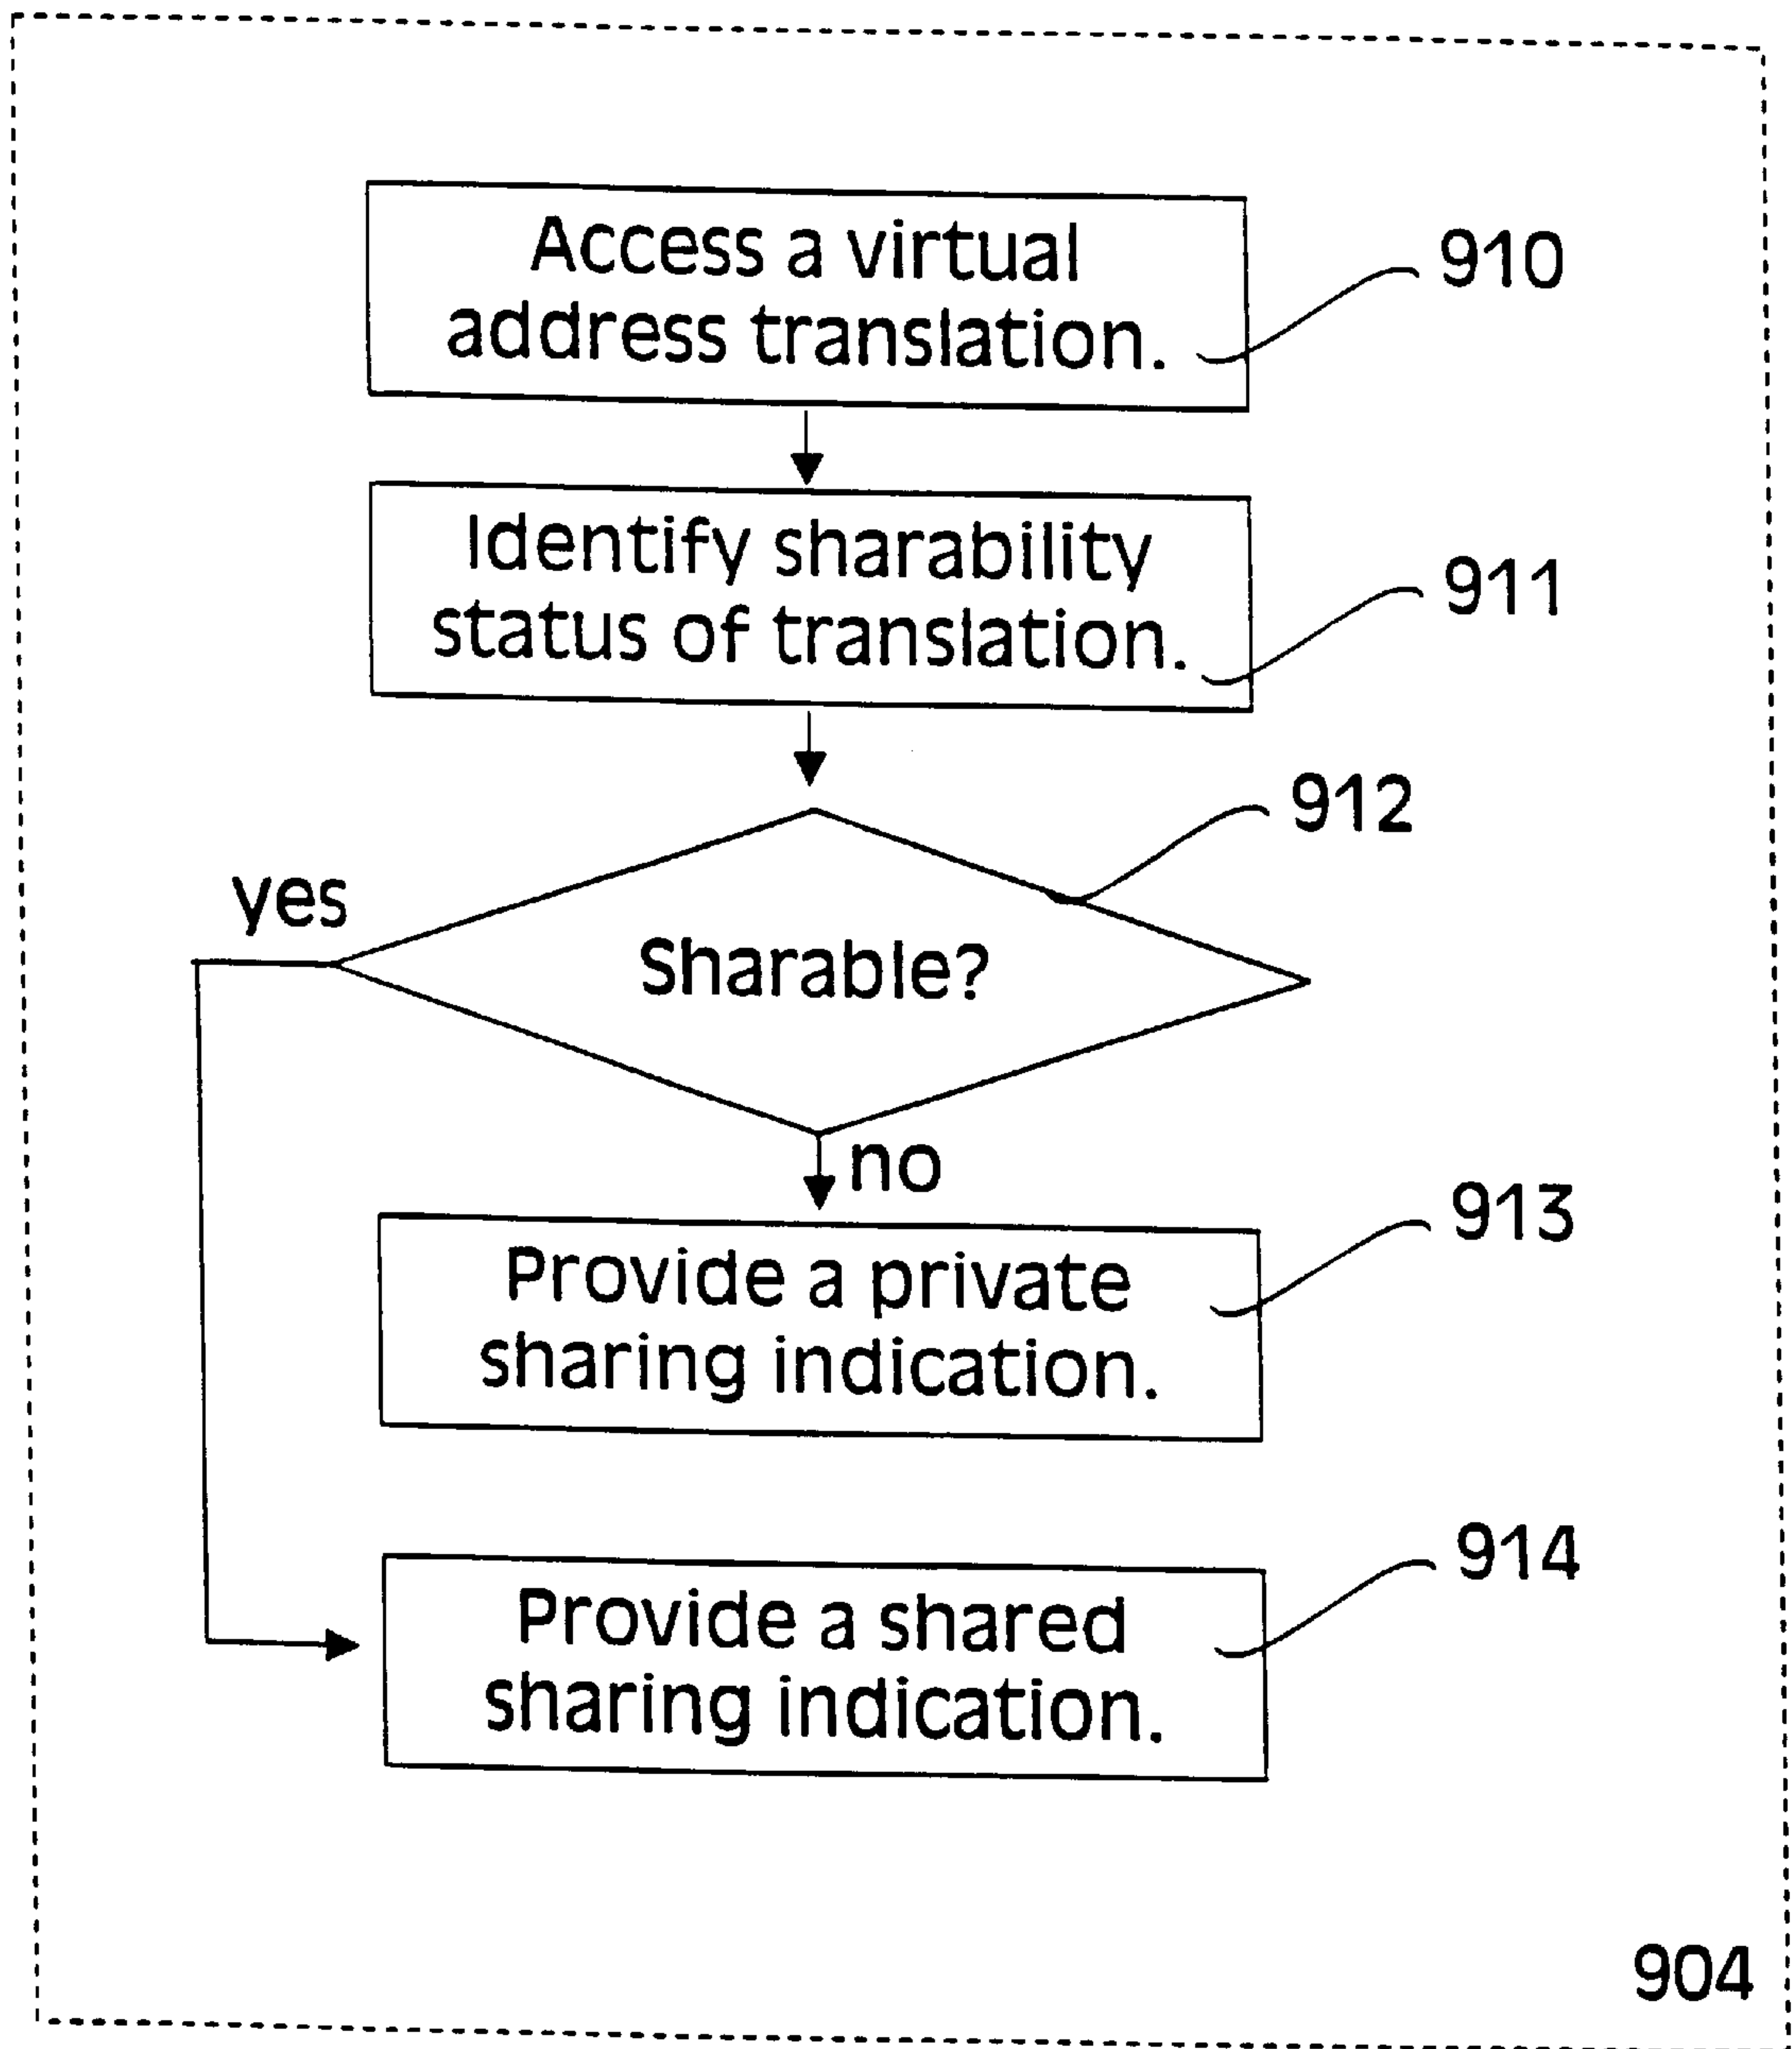 Access a virtual
address translation.
910
Identify sharability
status of translation.
911
912
yes
Sharable?
no
913
Provide a private
sharing indication.
914
Provide a shared
sharing indication.
904